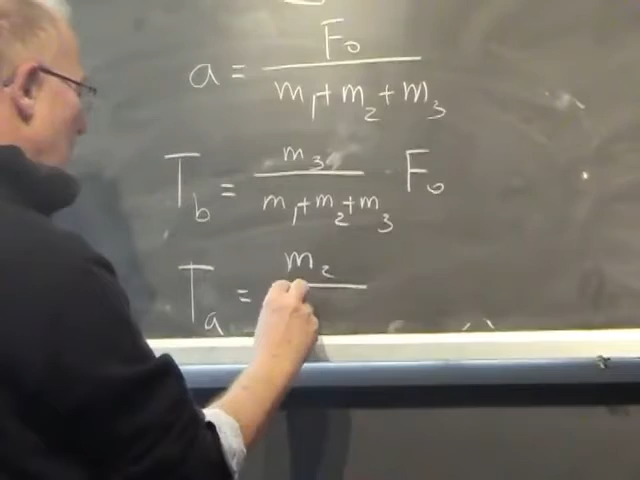 a = F₀ / (m₁ + m₂ + m₃)
T_b = m₃ / (m₁ + m₂ + m₃) F₀
T_a = m₂